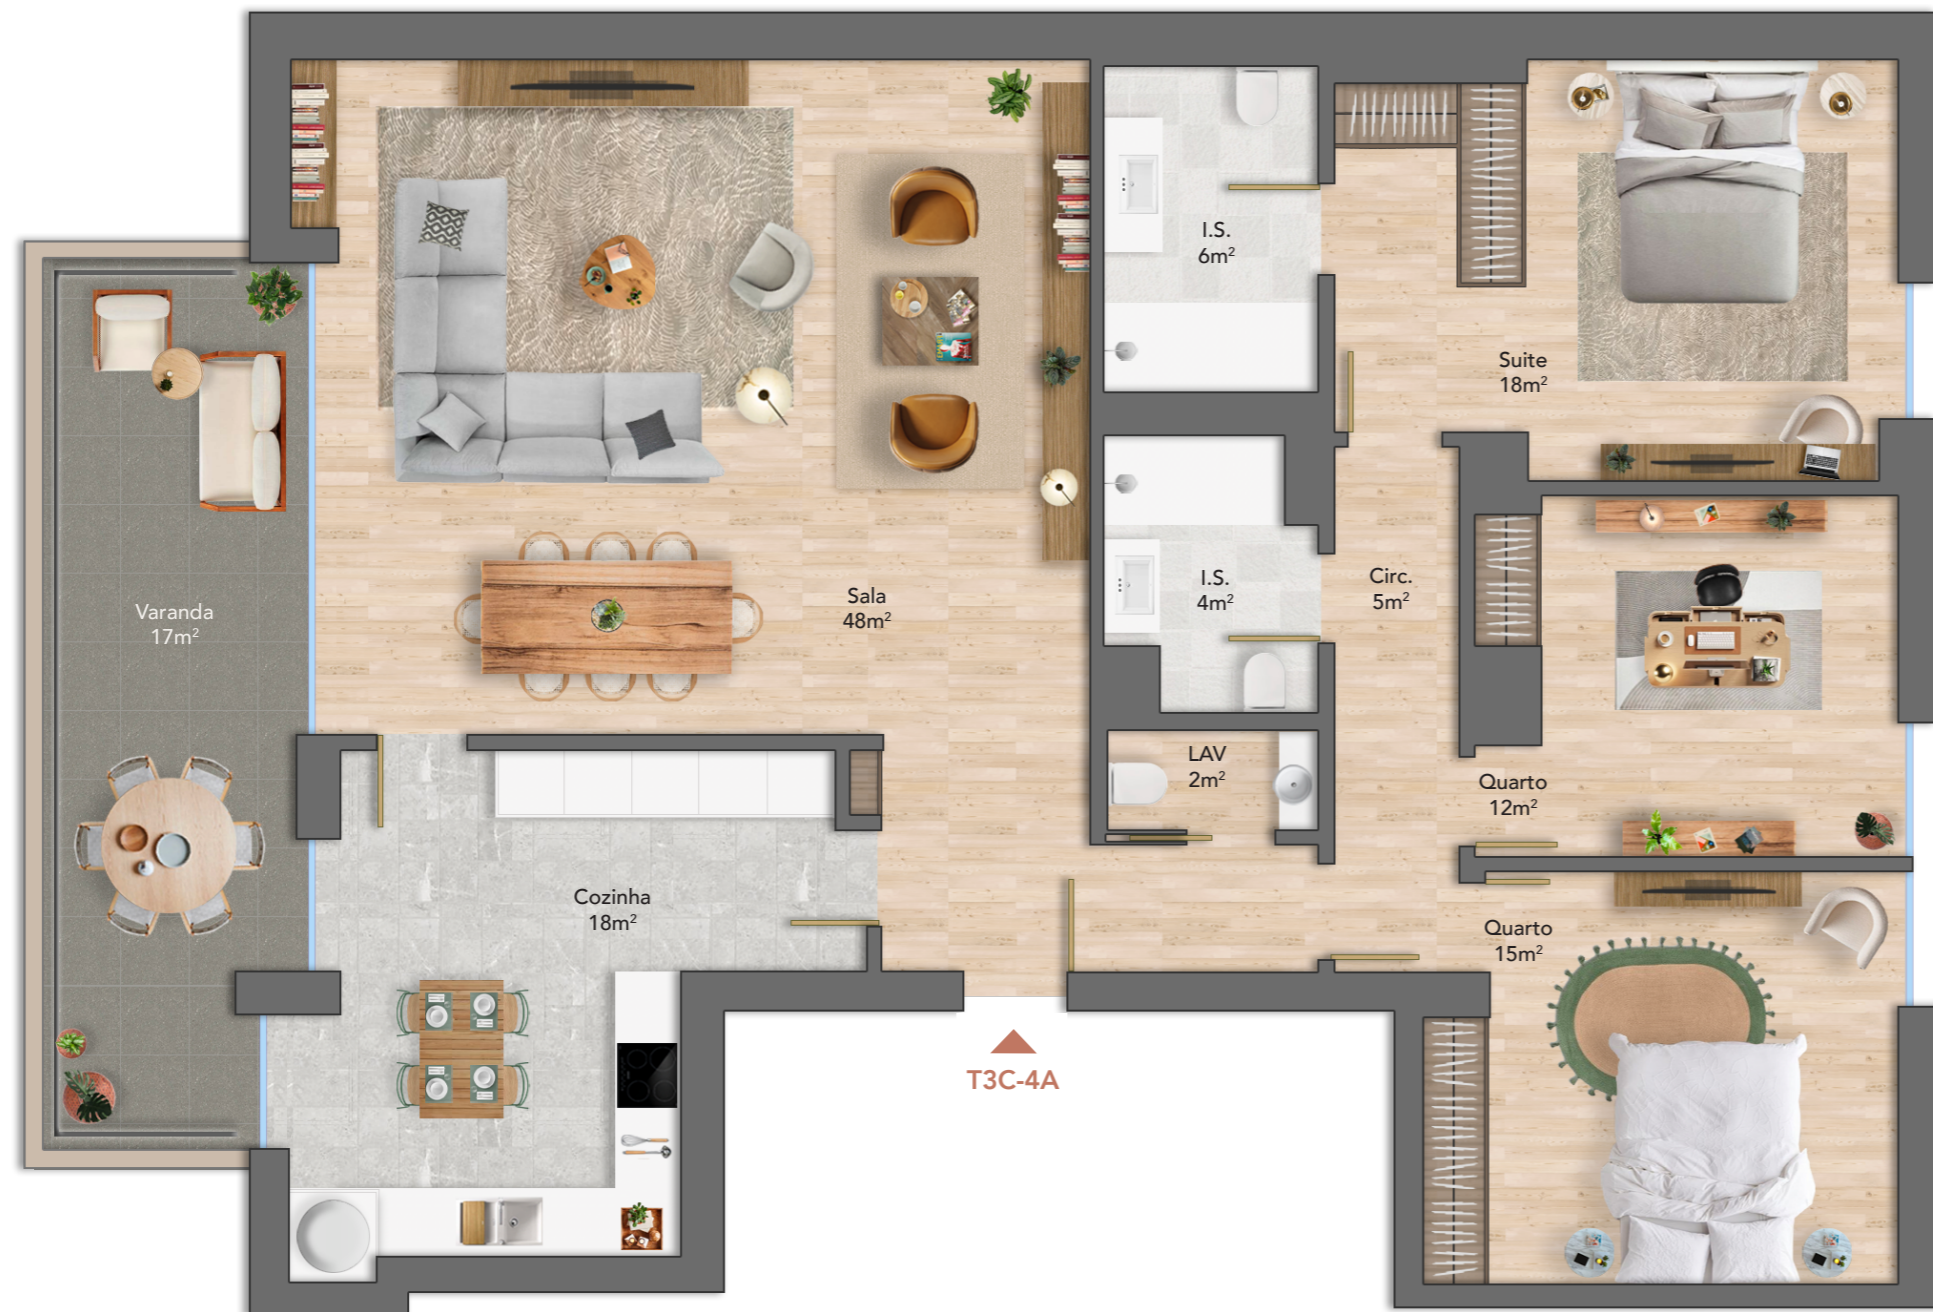 I.S.
6m²
Suite
18m²
Varanda
17m²
Sala
48m²
I.S.
4m²
Circ.
5m²
LAV
2m²
Quarto
12m²
Cozinha
18m²
Quarto
15m²
T3C-4A